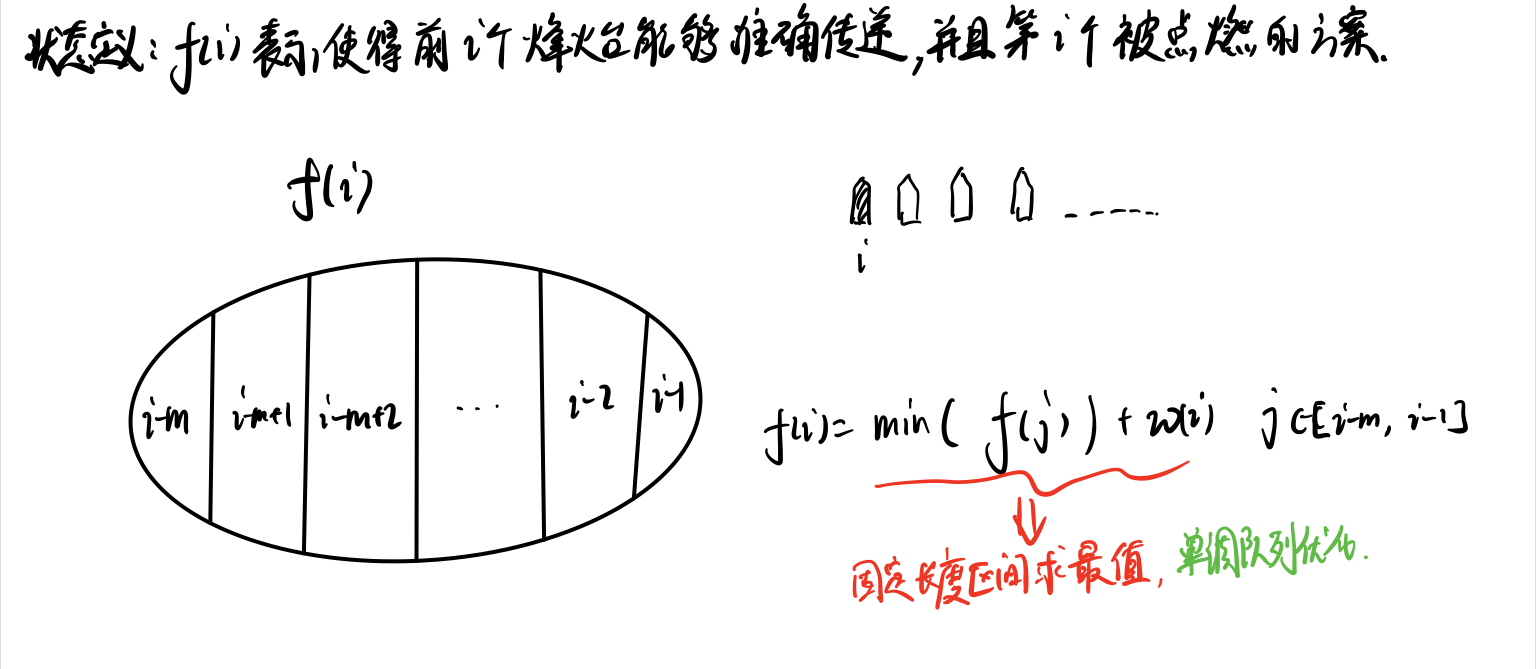 状态定义: f(i) 表示使得前 i 个烽火台能够准确传递,并且第 i 个被点燃的方案.
f(i)
i
i-m i-m+1 i-m+2 ... i-2 i-1
f(i)= min( f(j)) + w(i) j∈[i-m, i-1]
固定长度区间求最值, 单调队列优化.